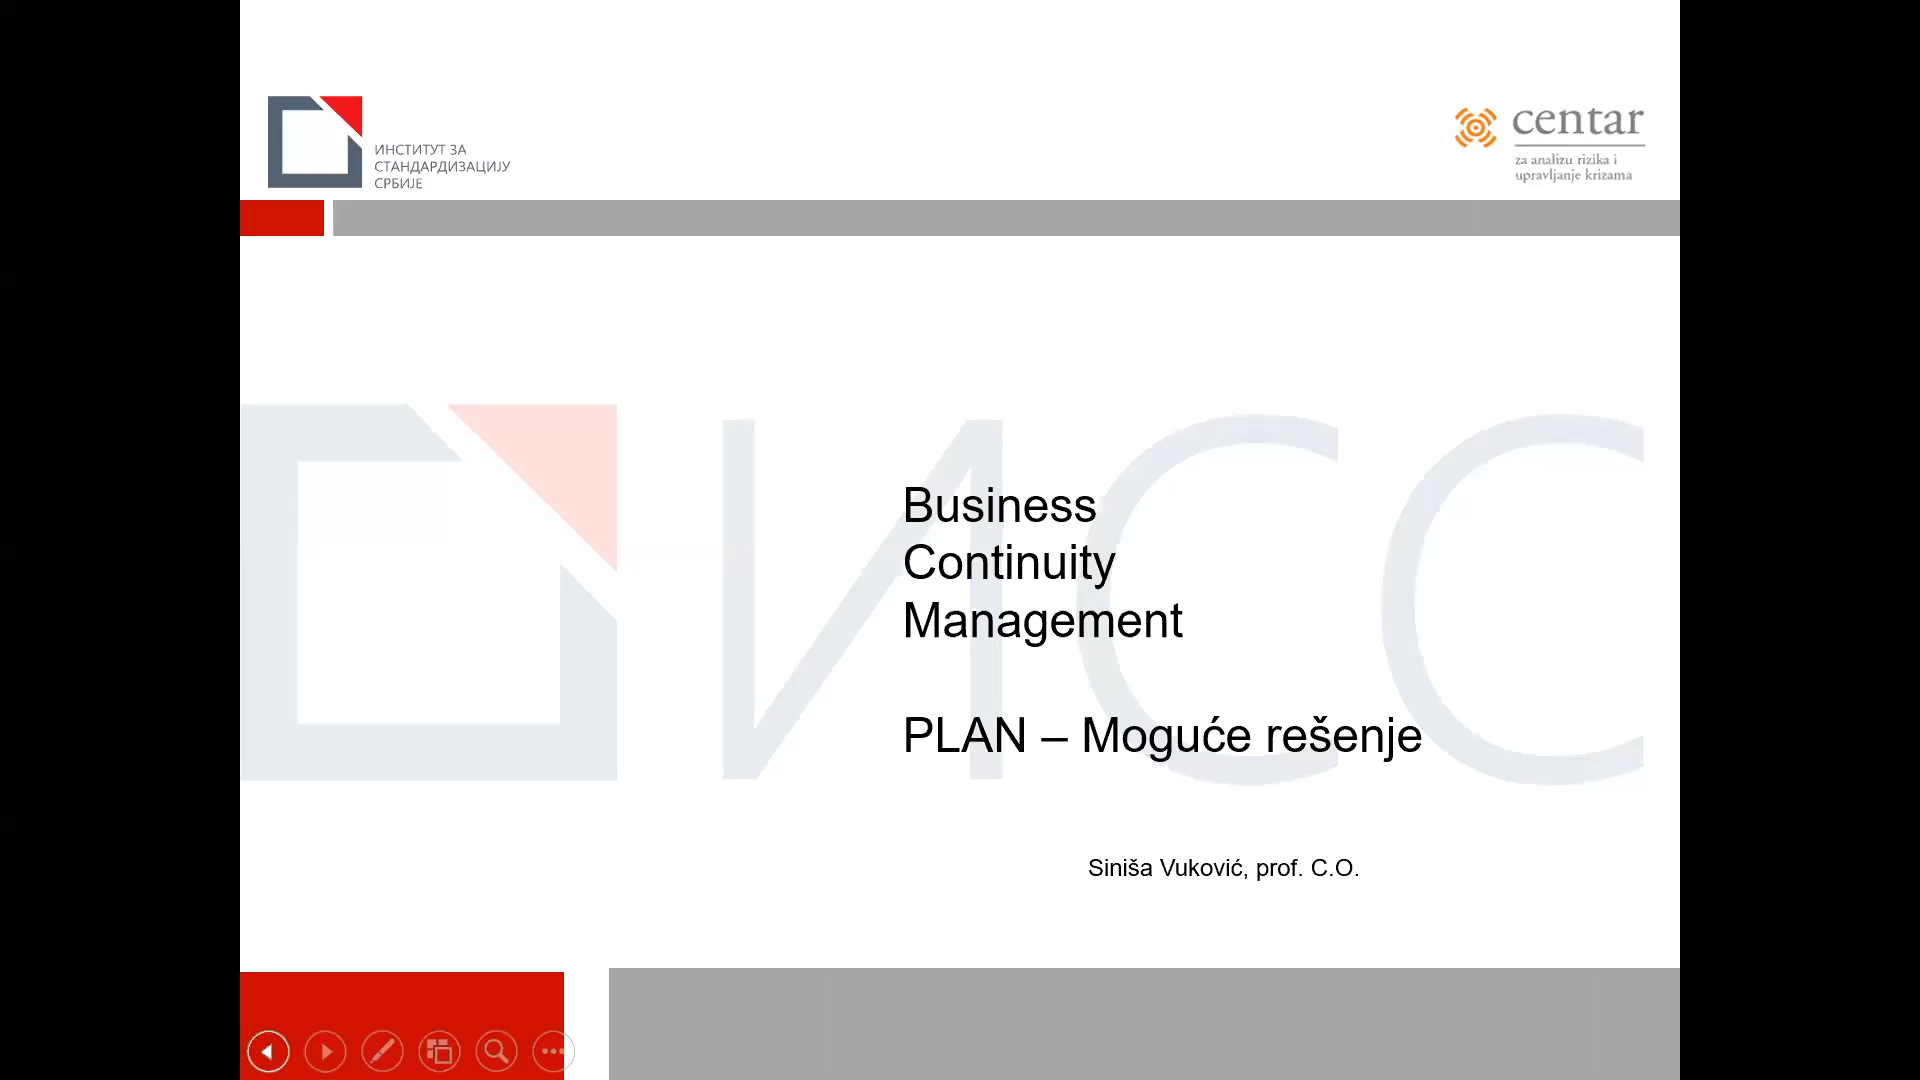 ИНСТИТУТ ЗА
СТАНДАРДИЗАЦИЈУ
СРБИЈЕ
centar
za analizu rizika i
upravljanje krizama
ИСС
Business
Continuity
Management
PLAN – Moguće rešenje
Siniša Vuković, prof. C.O.